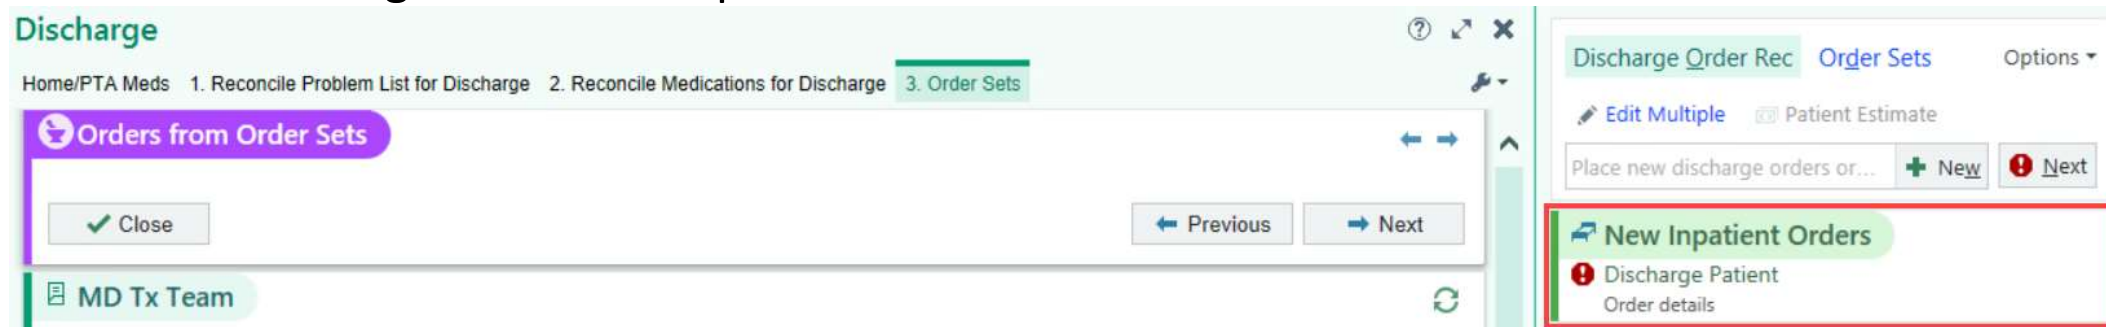 Discharge
Home/PTA Meds 1. Reconcile Problem List for Discharge 2. Reconcile Medications for Discharge 3. Order Sets
Orders from Order Sets
Close
Previous
Next
MD Tx Team
Discharge Order Rec Order Sets Options
Edit Multiple Patient Estimate
Place new discharge orders or... New Next
New Inpatient Orders
Discharge Patient
Order details